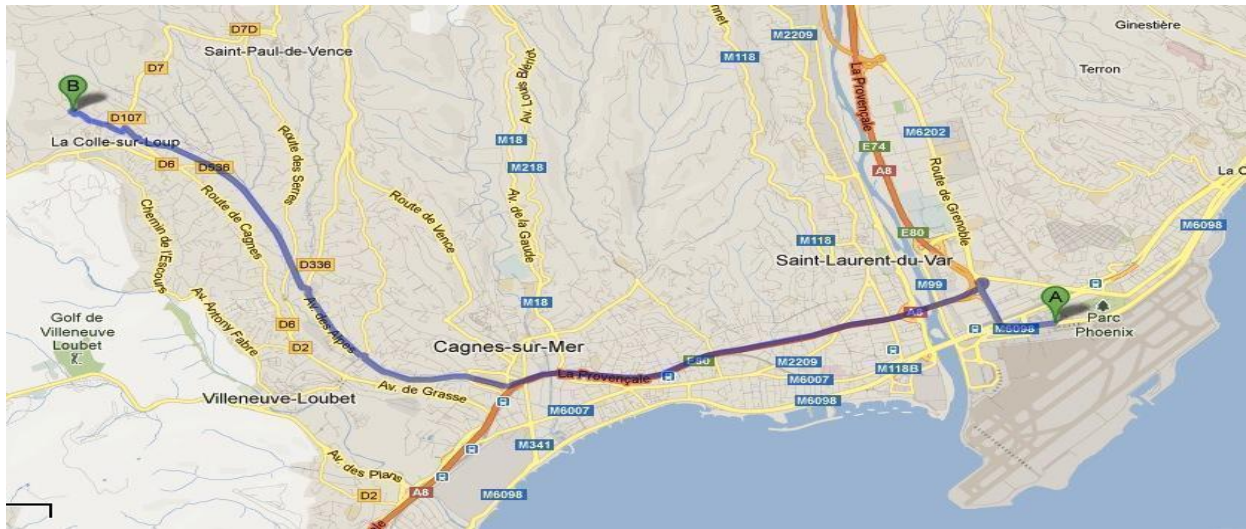 D7D
Saint-Paul-de-Vence
D7
B
D107
La Colle-sur-Loup
D6
D536
Route des Serres
Route de Cagnes
Chemin de l'Escours
D336
Route de Vence
Av. des Alpes
Av. Antony Fabre
D6
D2
Golf de
Villeneuve
Loubet
Villeneuve-Loubet
Av. de Grasse
Av. des Plans
D2
A8
Av. Louis Blériot
M18
M218
Av. de la Gaude
M18
Cagnes-sur-Mer
La Provençale
E80
M6007
M341
M6098
M118
M2209
La Provençale
M6202
E74
A8
Route de Grenoble
E80
M118
Saint-Laurent-du-Var
M99
A8
M2209
M6007
M118B
M6098
M6098
A
Parc
Phoenix
M6098
Ginestière
Terron